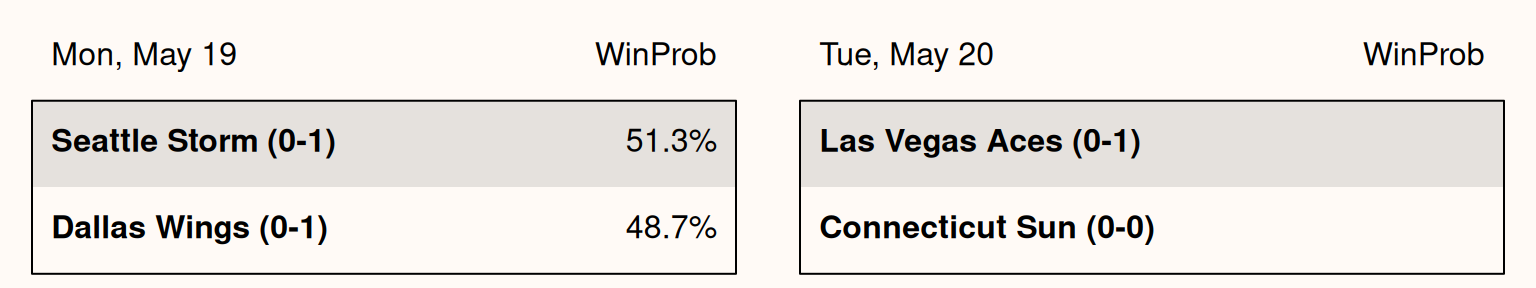 Mon, May 19 WinProb
Seattle Storm (0-1) 51.3%
Dallas Wings (0-1) 48.7%
Tue, May 20 WinProb
Las Vegas Aces (0-1)
Connecticut Sun (0-0)